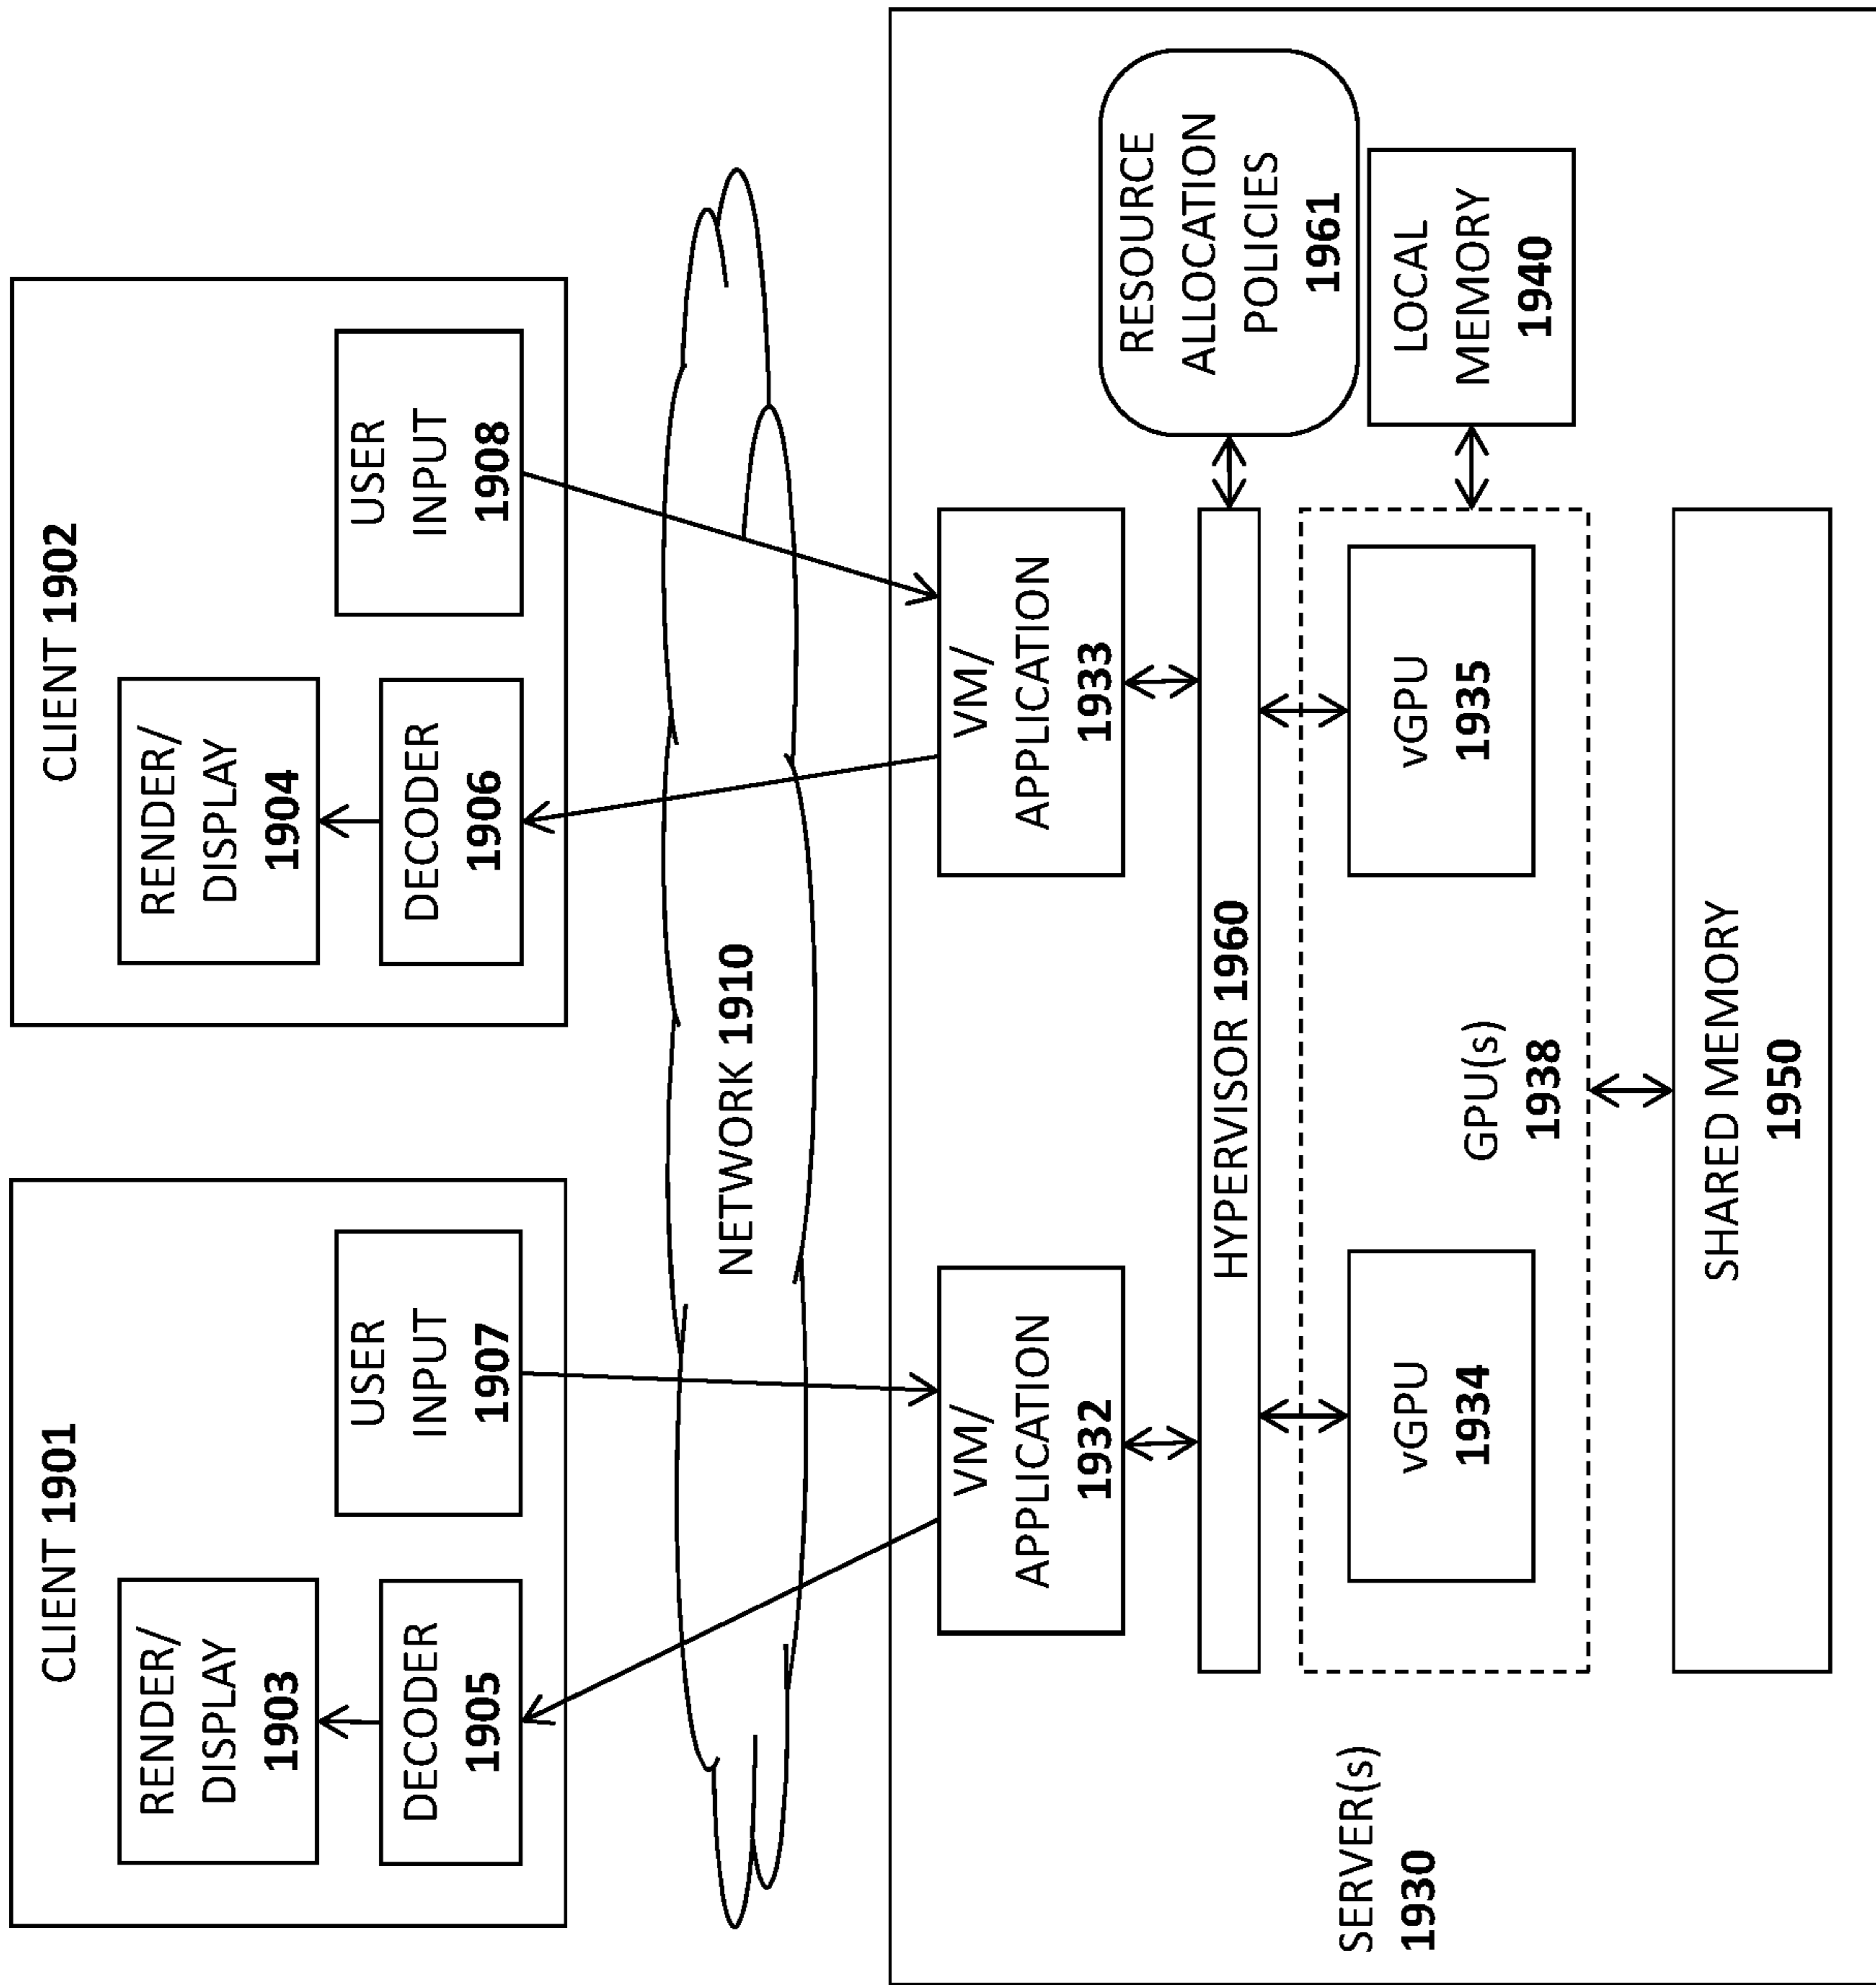 CLIENT 1901
RENDER/
DISPLAY
1903
DECODER
1905
USER
INPUT
1907
CLIENT 1902
RENDER/
DISPLAY
1904
DECODER
1906
USER
INPUT
1908
NETWORK 1910
SERVER(s)
1930
VM/
APPLICATION
1932
VM/
APPLICATION
1933
HYPERVISOR 1960
RESOURCE
ALLOCATION
POLICIES
1961
vGPU
1934
GPU(s)
1938
vGPU
1935
LOCAL
MEMORY
1940
SHARED MEMORY
1950